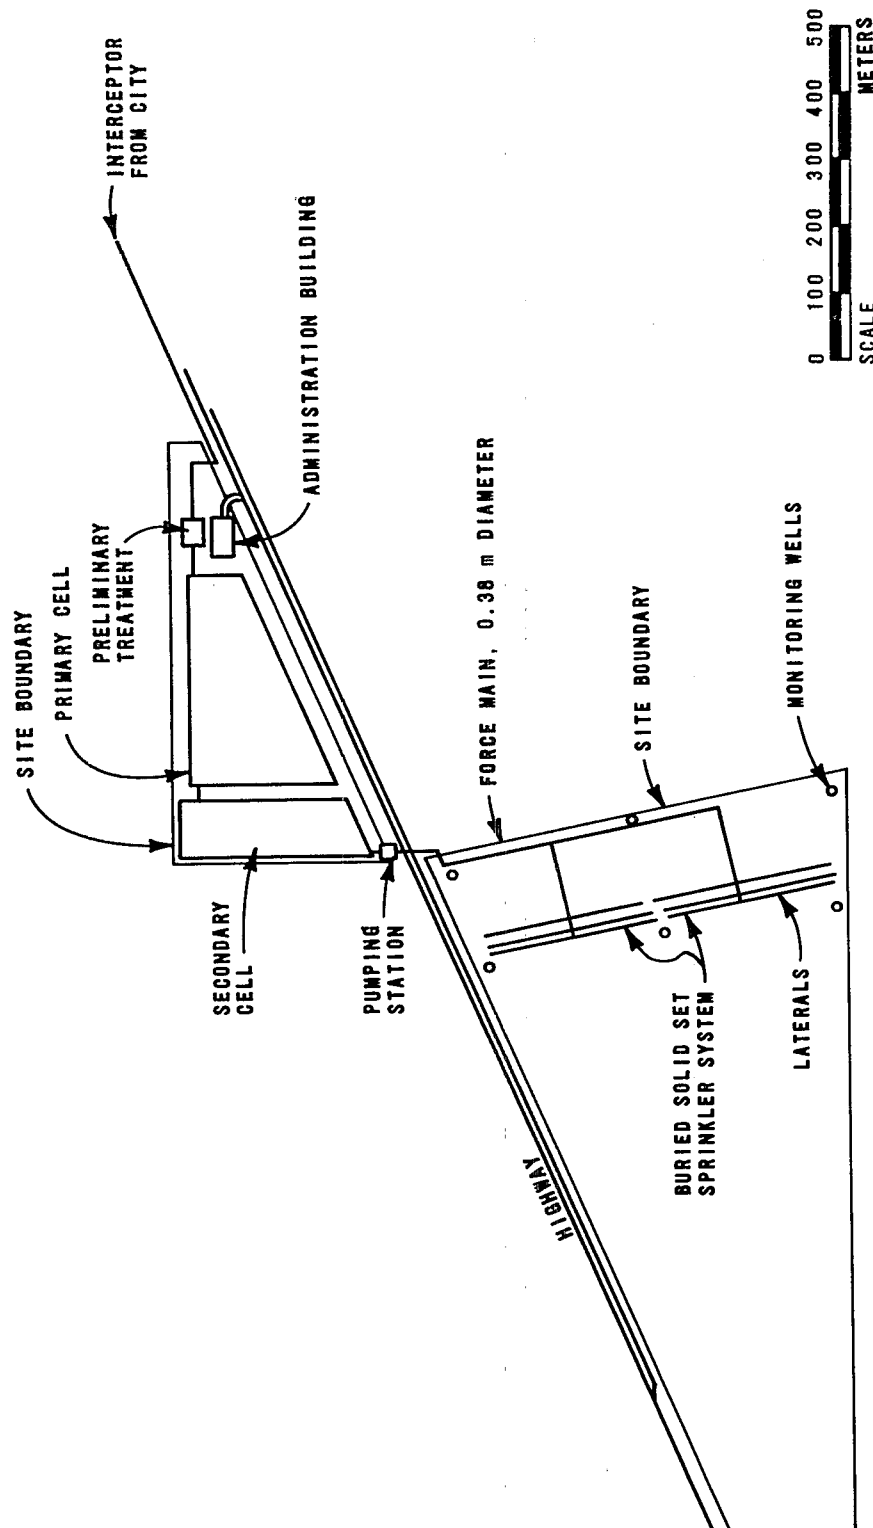 SITE BOUNDARY
PRIMARY CELL
PRELIMINARY
TREATMENT
INTERCEPTOR
FROM CITY
ADMINISTRATION BUILDING
SECONDARY
CELL
PUMPING
STATION
FORCE MAIN, 0.38 m DIAMETER
SITE BOUNDARY
MONITORING WELLS
HIGHWAY
BURIED SOLID SET
SPRINKLER SYSTEM
LATERALS
0 100 200 300 400 500
SCALE METERS